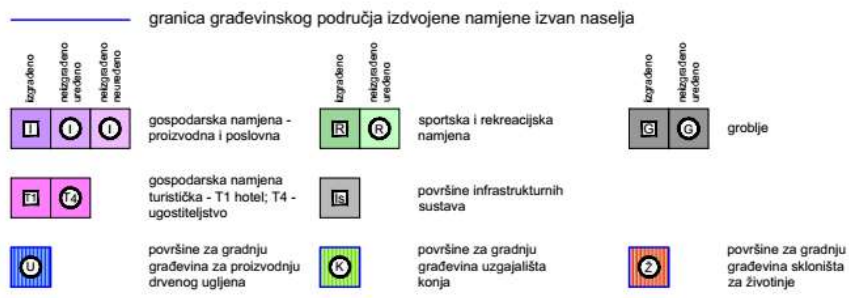 granica građevinskog područja izdvojene namjene izvan naselja
izgrađeno
neizgrađeno
uređeno
neizgrađeno
neuređeno
I
I
I
gospodarska namjena -
proizvodna i poslovna
izgrađeno
neizgrađeno
uređeno
R
R
sportska i rekreacijska
namjena
izgrađeno
neizgrađeno
uređeno
G
G
groblje
T1
T4
gospodarska namjena
turistička - T1 hotel; T4 -
ugostiteljstvo
Is
površine infrastrukturnih
sustava
U
površine za gradnju
građevina za proizvodnju
drvenog ugljena
K
površine za gradnju
građevina uzgajališta
konja
Ž
površine za gradnju
građevina skloništa
za životinje